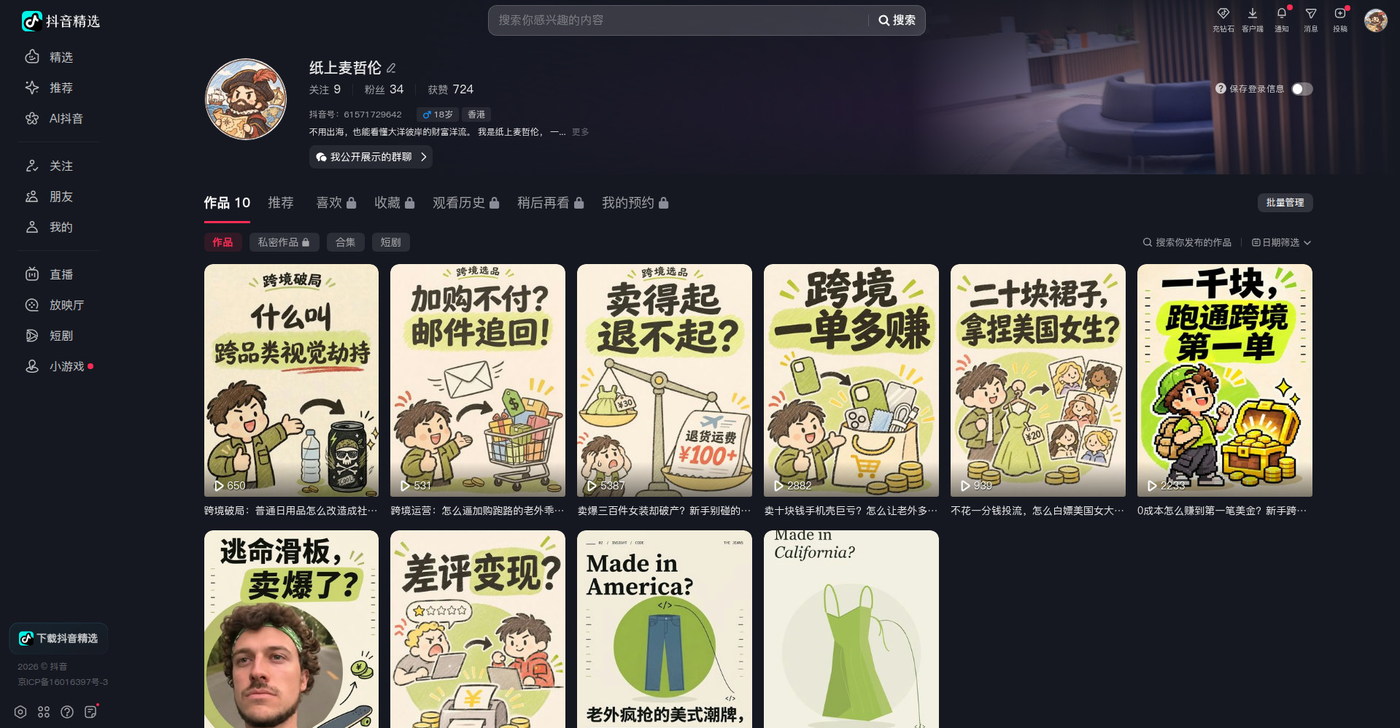 抖音精选
搜索你感兴趣的内容
搜索
充钻石
客户端
通知
消息
投稿
精选
推荐
AI抖音
关注
朋友
我的
直播
放映厅
短剧
小游戏
下载抖音精选
2026 © 抖音
京ICP备16016397号-3
纸上麦哲伦
关注 9
粉丝 34
获赞 724
抖音号：61571729642
18岁
香港
不用出海，也能看懂大洋彼岸的财富洋流。 我是纸上麦哲伦， 一... 更多
我公开展示的群聊
保存登录信息
作品 10
推荐
喜欢
收藏
观看历史
稍后再看
我的预约
批量管理
作品
私密作品
合集
短剧
搜索你发布的作品
日期筛选
跨境破局
什么叫
跨品类视觉劫持
650
跨境破局：普通日用品怎么改造成社…
跨境选品
加购不付？
邮件追回！
531
跨境运营：怎么逼加购跑路的老外乖…
跨境选品
卖得起
退不起？
¥30
退货运费
¥100+
5387
卖爆三百件女装却破产？新手别碰的…
跨境
一单多赚
2882
卖十块钱手机壳巨亏？怎么让老外多…
二十块裙子，
拿捏美国女生？
¥20
939
不花一分钱投流，怎么白嫖美国女大…
一千块，
跑通跨境
第一单
2233
0成本怎么赚到第一笔美金？新手跨…
逃命滑板，
卖爆了？
差评变现？
Made in
America?
</>
</>
老外疯抢的美式潮牌，
Made in
California?
</>